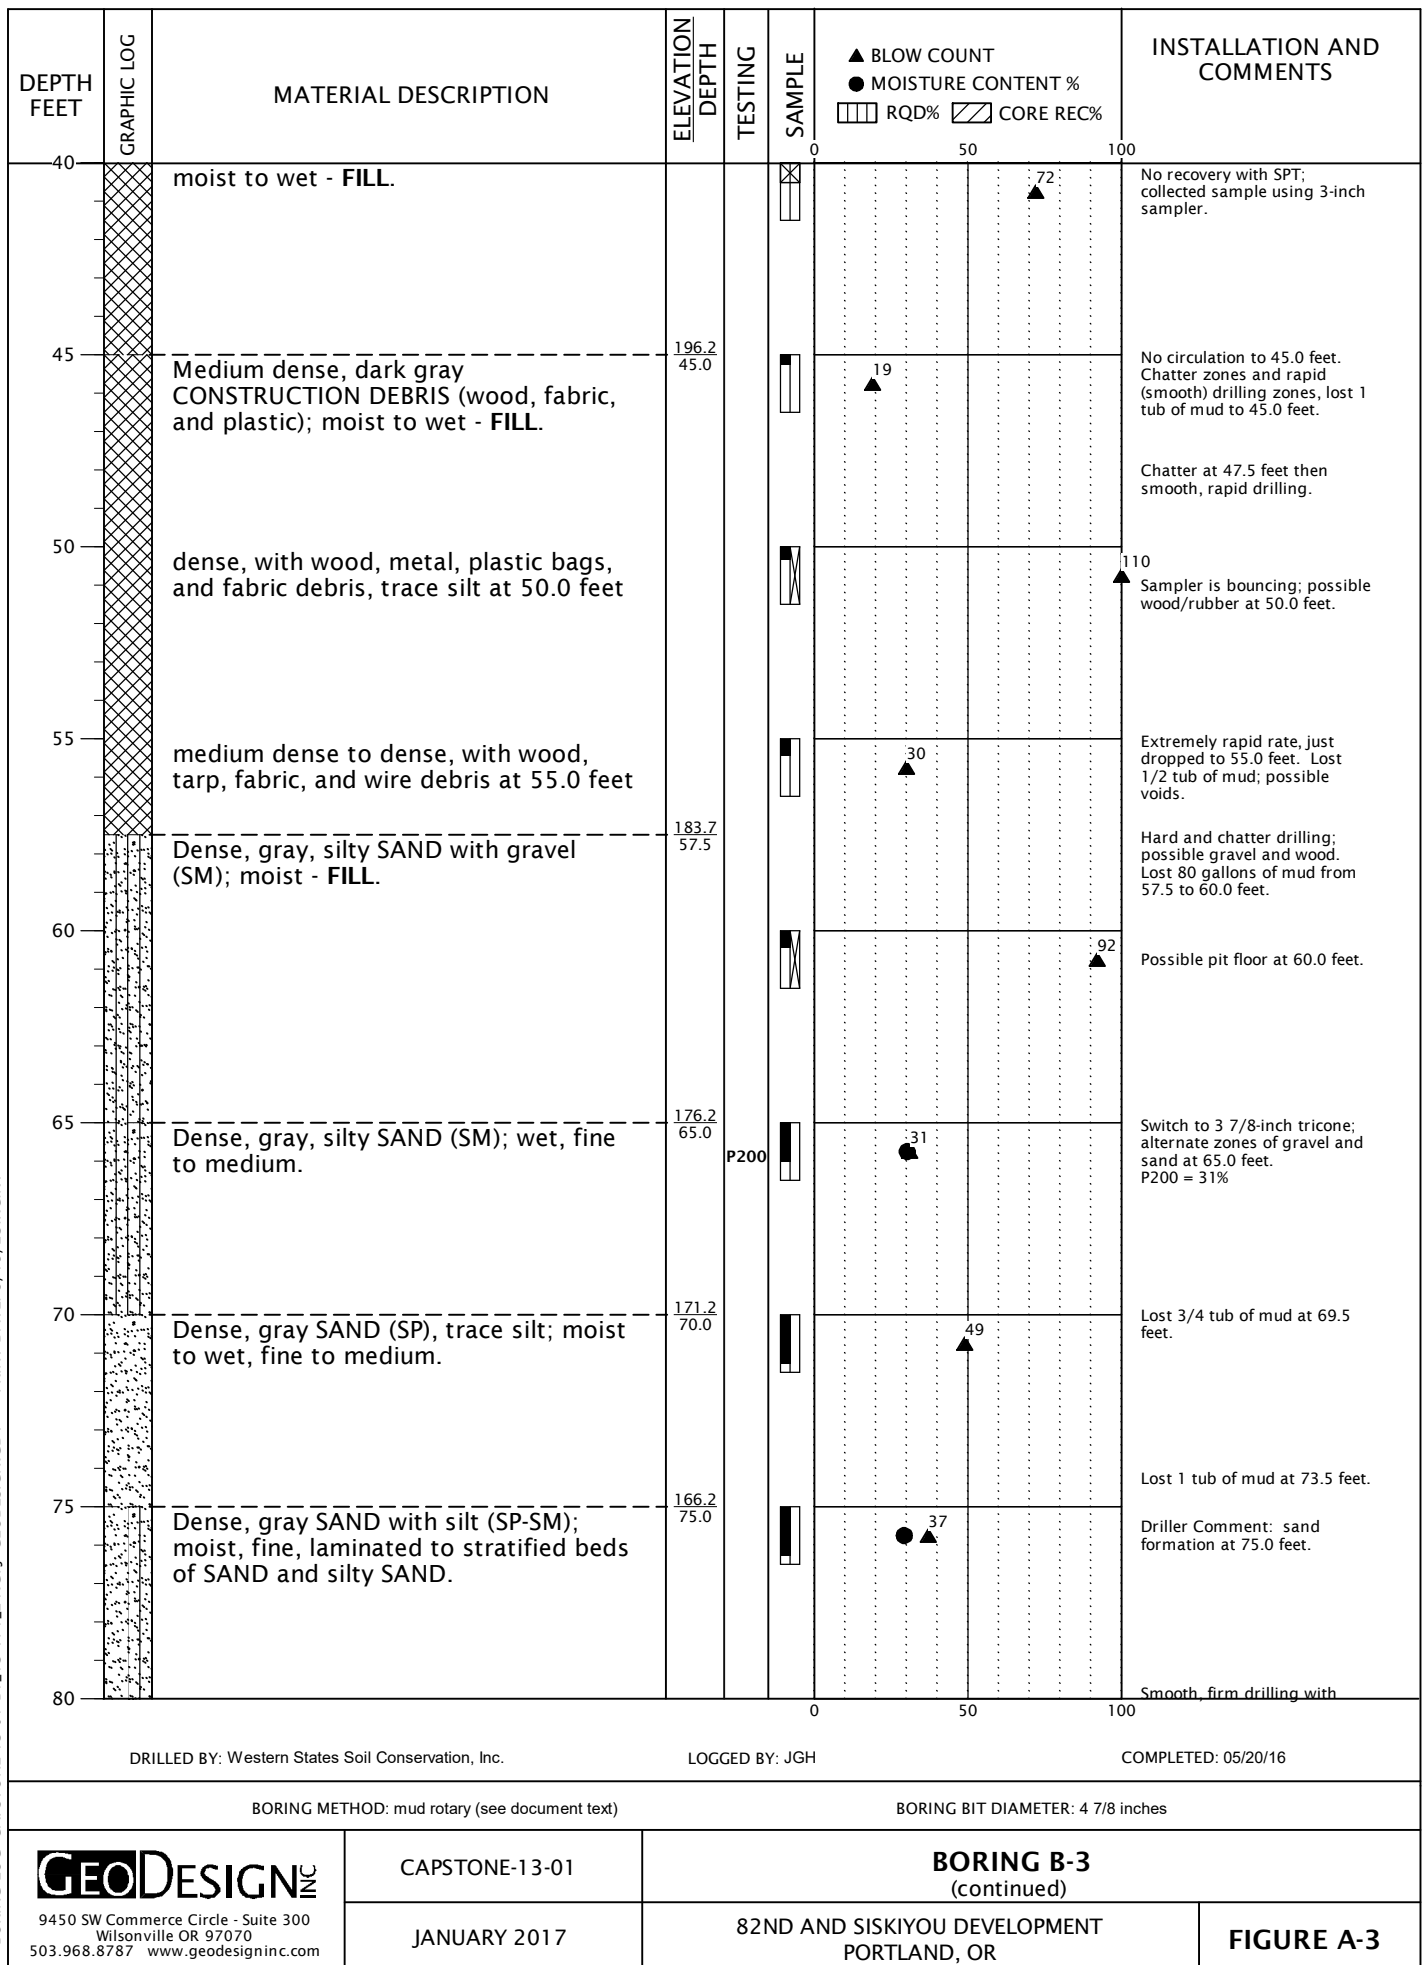 DEPTH
FEET
GRAPHIC LOG
MATERIAL DESCRIPTION
ELEVATION
DEPTH
TESTING
SAMPLE
▲ BLOW COUNT
● MOISTURE CONTENT %
RQD% CORE REC%
INSTALLATION AND
COMMENTS
0 50 100
40
moist to wet - FILL.
72
No recovery with SPT;
collected sample using 3-inch
sampler.
45
196.2
45.0
Medium dense, dark gray
CONSTRUCTION DEBRIS (wood, fabric,
and plastic); moist to wet - FILL.
19
No circulation to 45.0 feet.
Chatter zones and rapid
(smooth) drilling zones, lost 1
tub of mud to 45.0 feet.
Chatter at 47.5 feet then
smooth, rapid drilling.
50
dense, with wood, metal, plastic bags,
and fabric debris, trace silt at 50.0 feet
110
Sampler is bouncing; possible
wood/rubber at 50.0 feet.
55
medium dense to dense, with wood,
tarp, fabric, and wire debris at 55.0 feet
30
Extremely rapid rate, just
dropped to 55.0 feet. Lost
1/2 tub of mud; possible
voids.
183.7
57.5
Dense, gray, silty SAND with gravel
(SM); moist - FILL.
Hard and chatter drilling;
possible gravel and wood.
Lost 80 gallons of mud from
57.5 to 60.0 feet.
60
92
Possible pit floor at 60.0 feet.
65
176.2
65.0
Dense, gray, silty SAND (SM); wet, fine
to medium.
P200
31
Switch to 3 7/8-inch tricone;
alternate zones of gravel and
sand at 65.0 feet.
P200 = 31%
70
171.2
70.0
Dense, gray SAND (SP), trace silt; moist
to wet, fine to medium.
49
Lost 3/4 tub of mud at 69.5
feet.
Lost 1 tub of mud at 73.5 feet.
75
166.2
75.0
Dense, gray SAND with silt (SP-SM);
moist, fine, laminated to stratified beds
of SAND and silty SAND.
37
Driller Comment: sand
formation at 75.0 feet.
80
Smooth, firm drilling with
0 50 100
DRILLED BY: Western States Soil Conservation, Inc.
LOGGED BY: JGH
COMPLETED: 05/20/16
BORING METHOD: mud rotary (see document text)
BORING BIT DIAMETER: 4 7/8 inches
GEODESIGN INC
9450 SW Commerce Circle - Suite 300
Wilsonville OR 97070
503.968.8787 www.geodesigninc.com
CAPSTONE-13-01
JANUARY 2017
BORING B-3
(continued)
82ND AND SISKIYOU DEVELOPMENT
PORTLAND, OR
FIGURE A-3